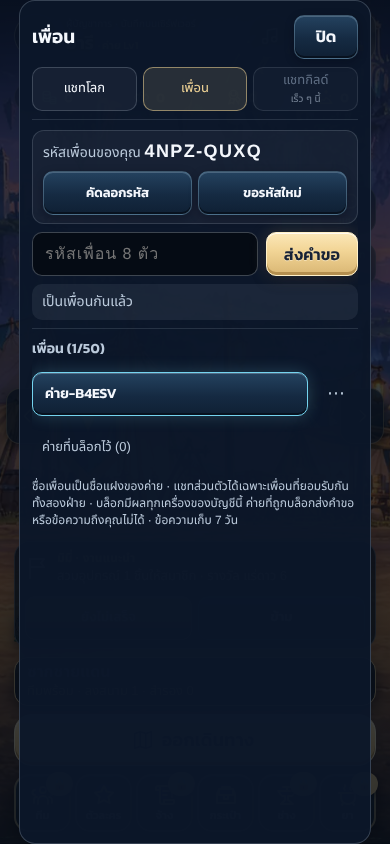 เพื่อน
ปิด
แชทโลก
เพื่อน
แชทกิลด์
เร็ว ๆ นี้
รหัสเพื่อนของคุณ 4NPZ-QUXQ
คัดลอกรหัส
ขอรหัสใหม่
รหัสเพื่อน 8 ตัว
ส่งคำขอ
เป็นเพื่อนกันแล้ว
เพื่อน (1/50)
ค่าย-B4ESV
...
ค่ายที่บล็อกไว้ (0)
ชื่อเพื่อนเป็นชื่อแฝงของค่าย · แชทส่วนตัวได้เฉพาะเพื่อนที่ยอมรับกัน
ทั้งสองฝ่าย · บล็อกมีผลทุกเครื่องของบัญชีนี้ ค่ายที่ถูกบล็อกส่งคำขอ
หรือข้อความถึงคุณไม่ได้ · ข้อความเก็บ 7 วัน